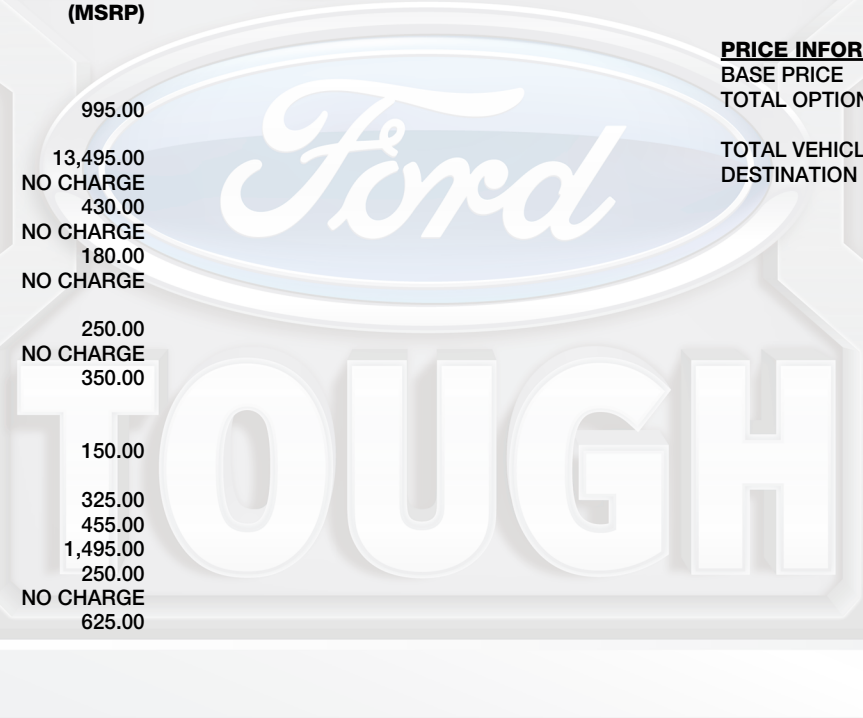 (MSRP)
995.00
13,495.00
NO CHARGE
430.00
NO CHARGE
180.00
NO CHARGE
250.00
NO CHARGE
350.00
150.00
325.00
455.00
1,495.00
250.00
NO CHARGE
625.00
PRICE INFOR
BASE PRICE
TOTAL OPTION
TOTAL VEHICL
DESTINATION
Ford
TOUGH